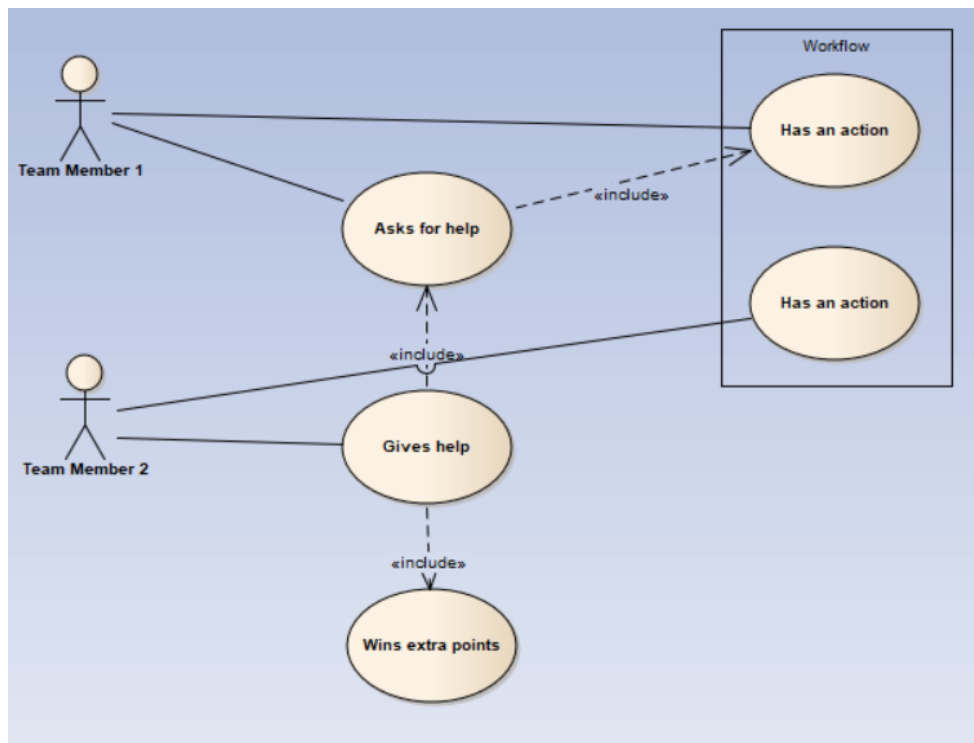 Workflow
Has an action
Team Member 1
«include»
Asks for help
Has an action
«include»
Gives help
Team Member 2
«include»
Wins extra points